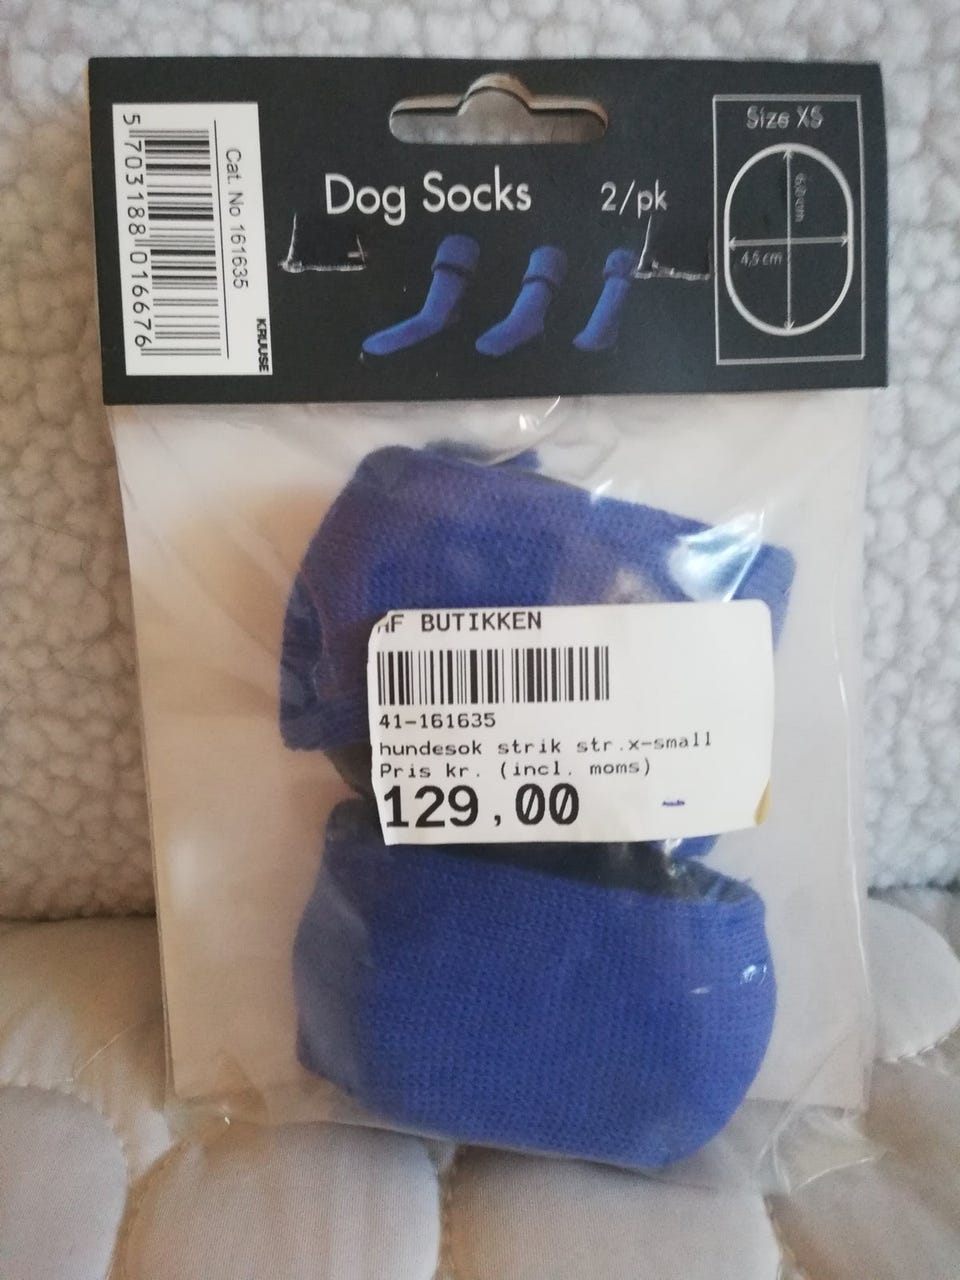 5 703188 016676
Cat. No 161635
KRUUSE
Dog Socks
2/pk
Size XS
4,5 cm
AF BUTIKKEN
41-161635
hundesok strik str.x-small
Pris kr. (incl. moms)
129,00